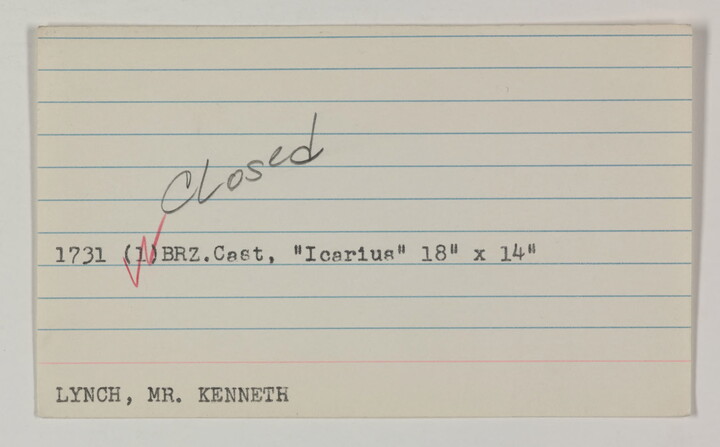 Closed
1731 (1)BRZ.Cast, "Icarius" 18" x 14"
LYNCH, MR. KENNETH